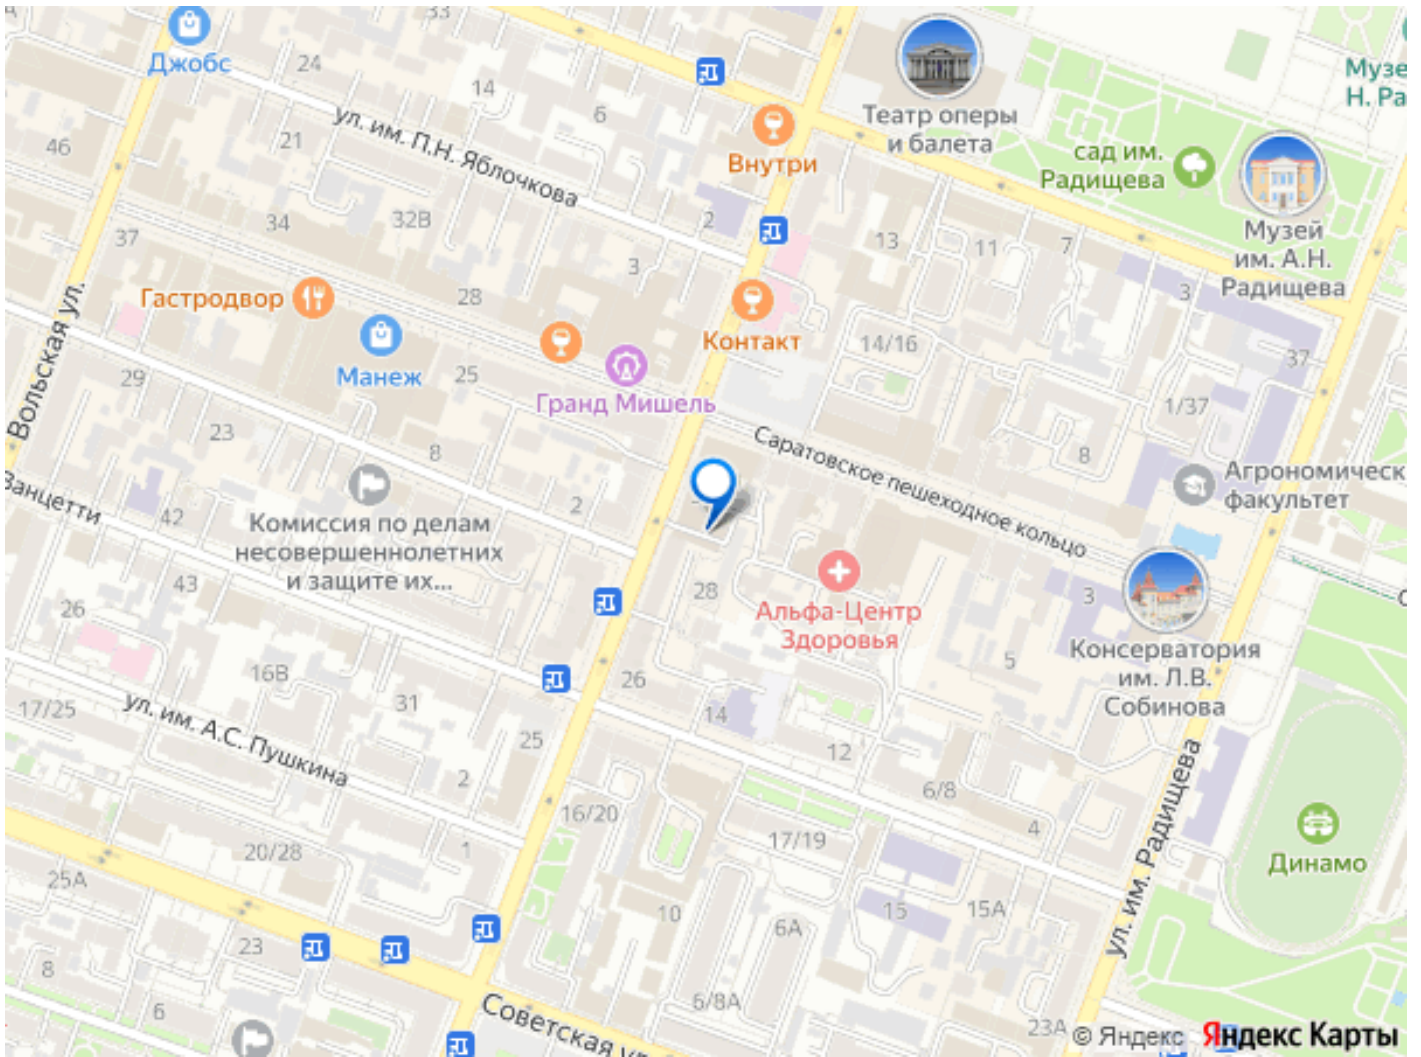 33
Джобс
24
14
6
46
21
ул. им. П.Н. Яблочкова
Внутри
Театр оперы
и балета
сад им.
Радищева
Музе
Н. Ра
Музей
им. А.Н.
Радищева
37
34
32В
2
3
13
11
7
3
Гастродвор
28
Манеж
Контакт
14/16
37
Вольская ул.
29
25
Гранд Мишель
1/37
23
8
Саратовское пешеходное кольцо
8
Агрономическ
факультет
Занцетти
42
2
Комиссия по делам
несовершеннолетних
и защите их...
43
28
Альфа-Центр
Здоровья
3
С
26
16В
31
26
5
Консерватория
им. Л.В.
Собинова
17/25
ул. им. А.С. Пушкина
25
14
12
2
6/8
ул. им. Радищева
16/20
17/19
4
Динамо
20/28
1
25А
10
15
15А
23
6А
8
6
Советская ул.
6/8А
23А
© Яндекс
Яндекс Карты